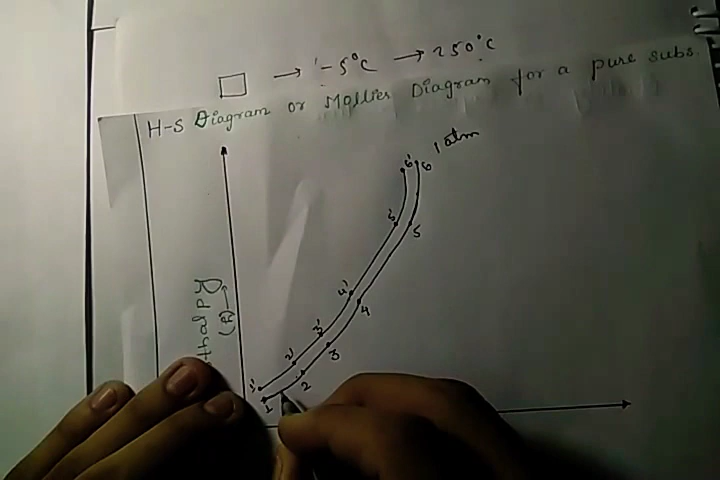 □ → -5°C → 250°C
H-S Diagram or Mollier Diagram for a pure subs
1 atm
6' 6
5' 5
4' 4
3' 3
2' 2
1' 1
thalpy
(h) →